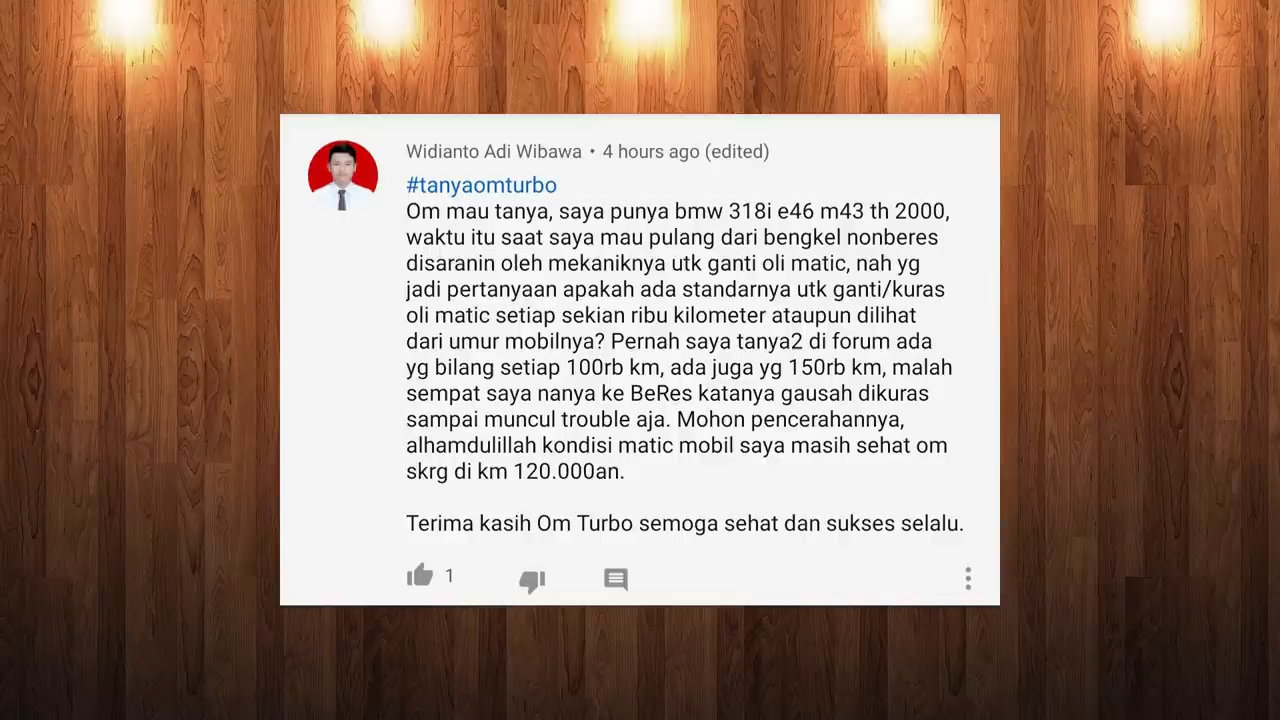 Widianto Adi Wibawa • 4 hours ago (edited)
#tanyaomturbo
Om mau tanya, saya punya bmw 318i e46 m43 th 2000,
waktu itu saat saya mau pulang dari bengkel nonberes
disaranin oleh mekaniknya utk ganti oli matic, nah yg
jadi pertanyaan apakah ada standarnya utk ganti/kuras
oli matic setiap sekian ribu kilometer ataupun dilihat
dari umur mobilnya? Pernah saya tanya2 di forum ada
yg bilang setiap 100rb km, ada juga yg 150rb km, malah
sempat saya nanya ke BeRes katanya gausah dikuras
sampai muncul trouble aja. Mohon pencerahannya,
alhamdulillah kondisi matic mobil saya masih sehat om
skrg di km 120.000an.
Terima kasih Om Turbo semoga sehat dan sukses selalu.
1